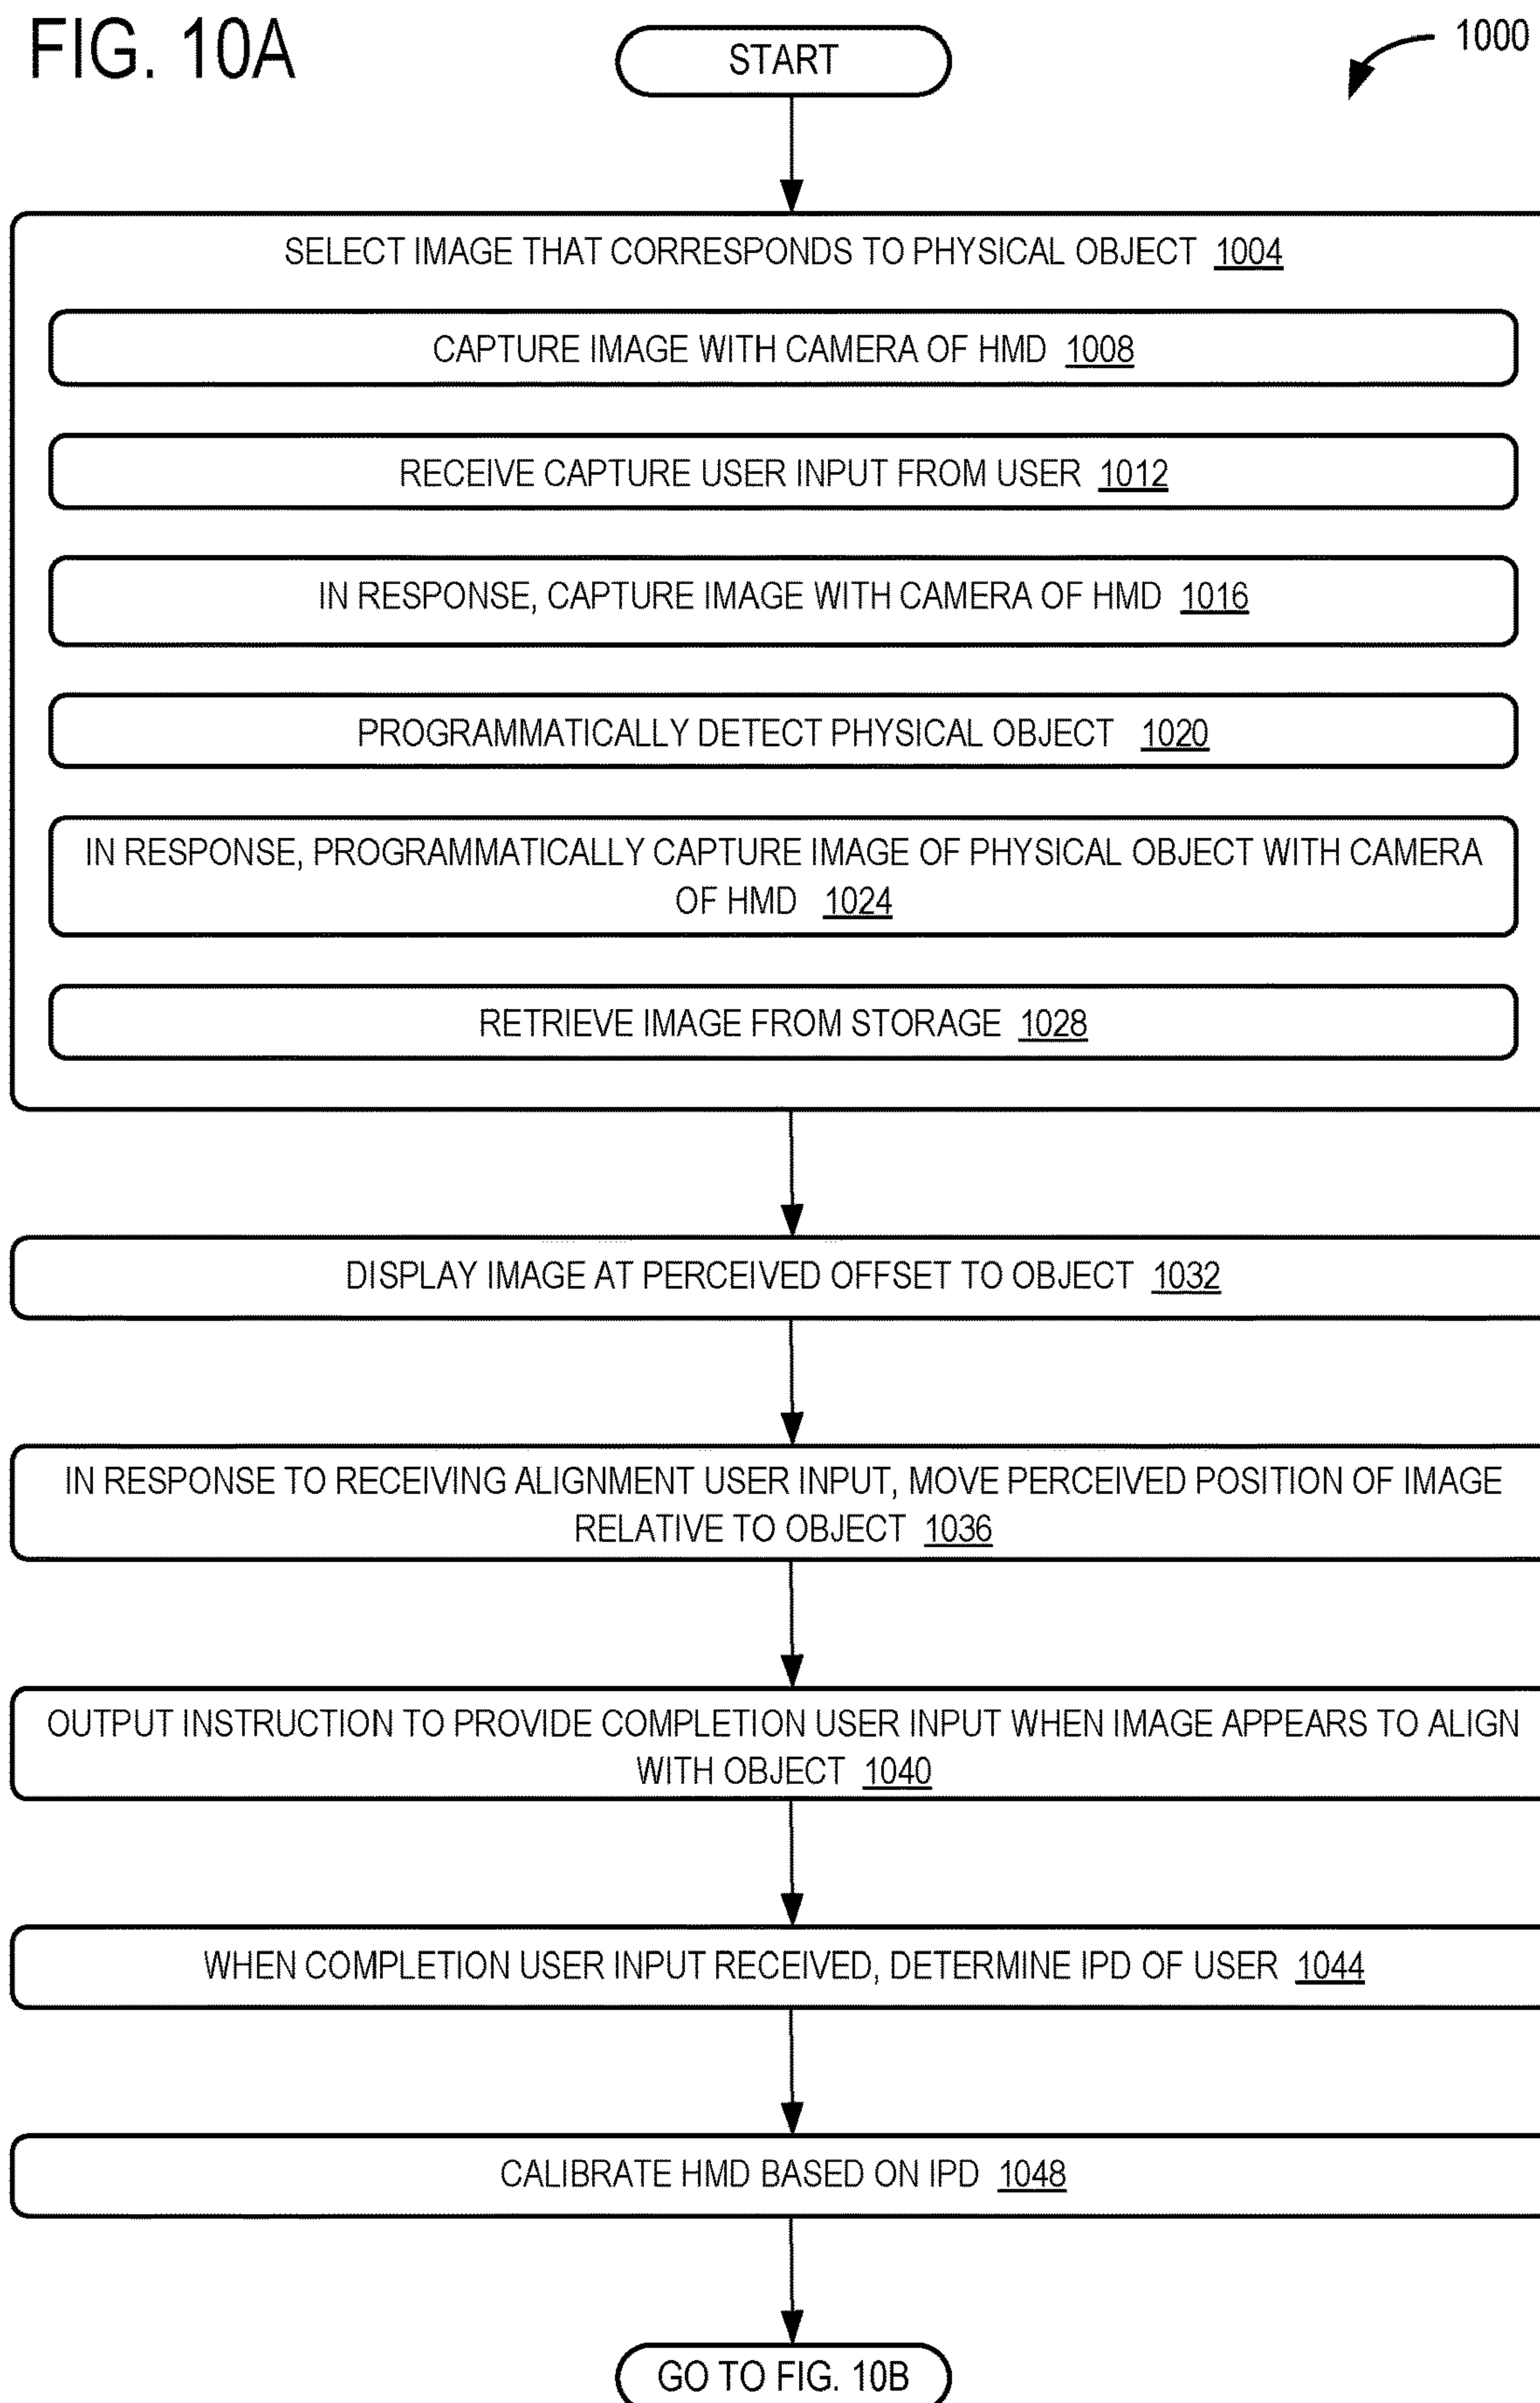 FIG. 10A
START
1000
SELECT IMAGE THAT CORRESPONDS TO PHYSICAL OBJECT 1004
CAPTURE IMAGE WITH CAMERA OF HMD 1008
RECEIVE CAPTURE USER INPUT FROM USER 1012
IN RESPONSE, CAPTURE IMAGE WITH CAMERA OF HMD 1016
PROGRAMMATICALLY DETECT PHYSICAL OBJECT 1020
IN RESPONSE, PROGRAMMATICALLY CAPTURE IMAGE OF PHYSICAL OBJECT WITH CAMERA
OF HMD 1024
RETRIEVE IMAGE FROM STORAGE 1028
DISPLAY IMAGE AT PERCEIVED OFFSET TO OBJECT 1032
IN RESPONSE TO RECEIVING ALIGNMENT USER INPUT, MOVE PERCEIVED POSITION OF IMAGE
RELATIVE TO OBJECT 1036
OUTPUT INSTRUCTION TO PROVIDE COMPLETION USER INPUT WHEN IMAGE APPEARS TO ALIGN
WITH OBJECT 1040
WHEN COMPLETION USER INPUT RECEIVED, DETERMINE IPD OF USER 1044
CALIBRATE HMD BASED ON IPD 1048
GO TO FIG. 10B